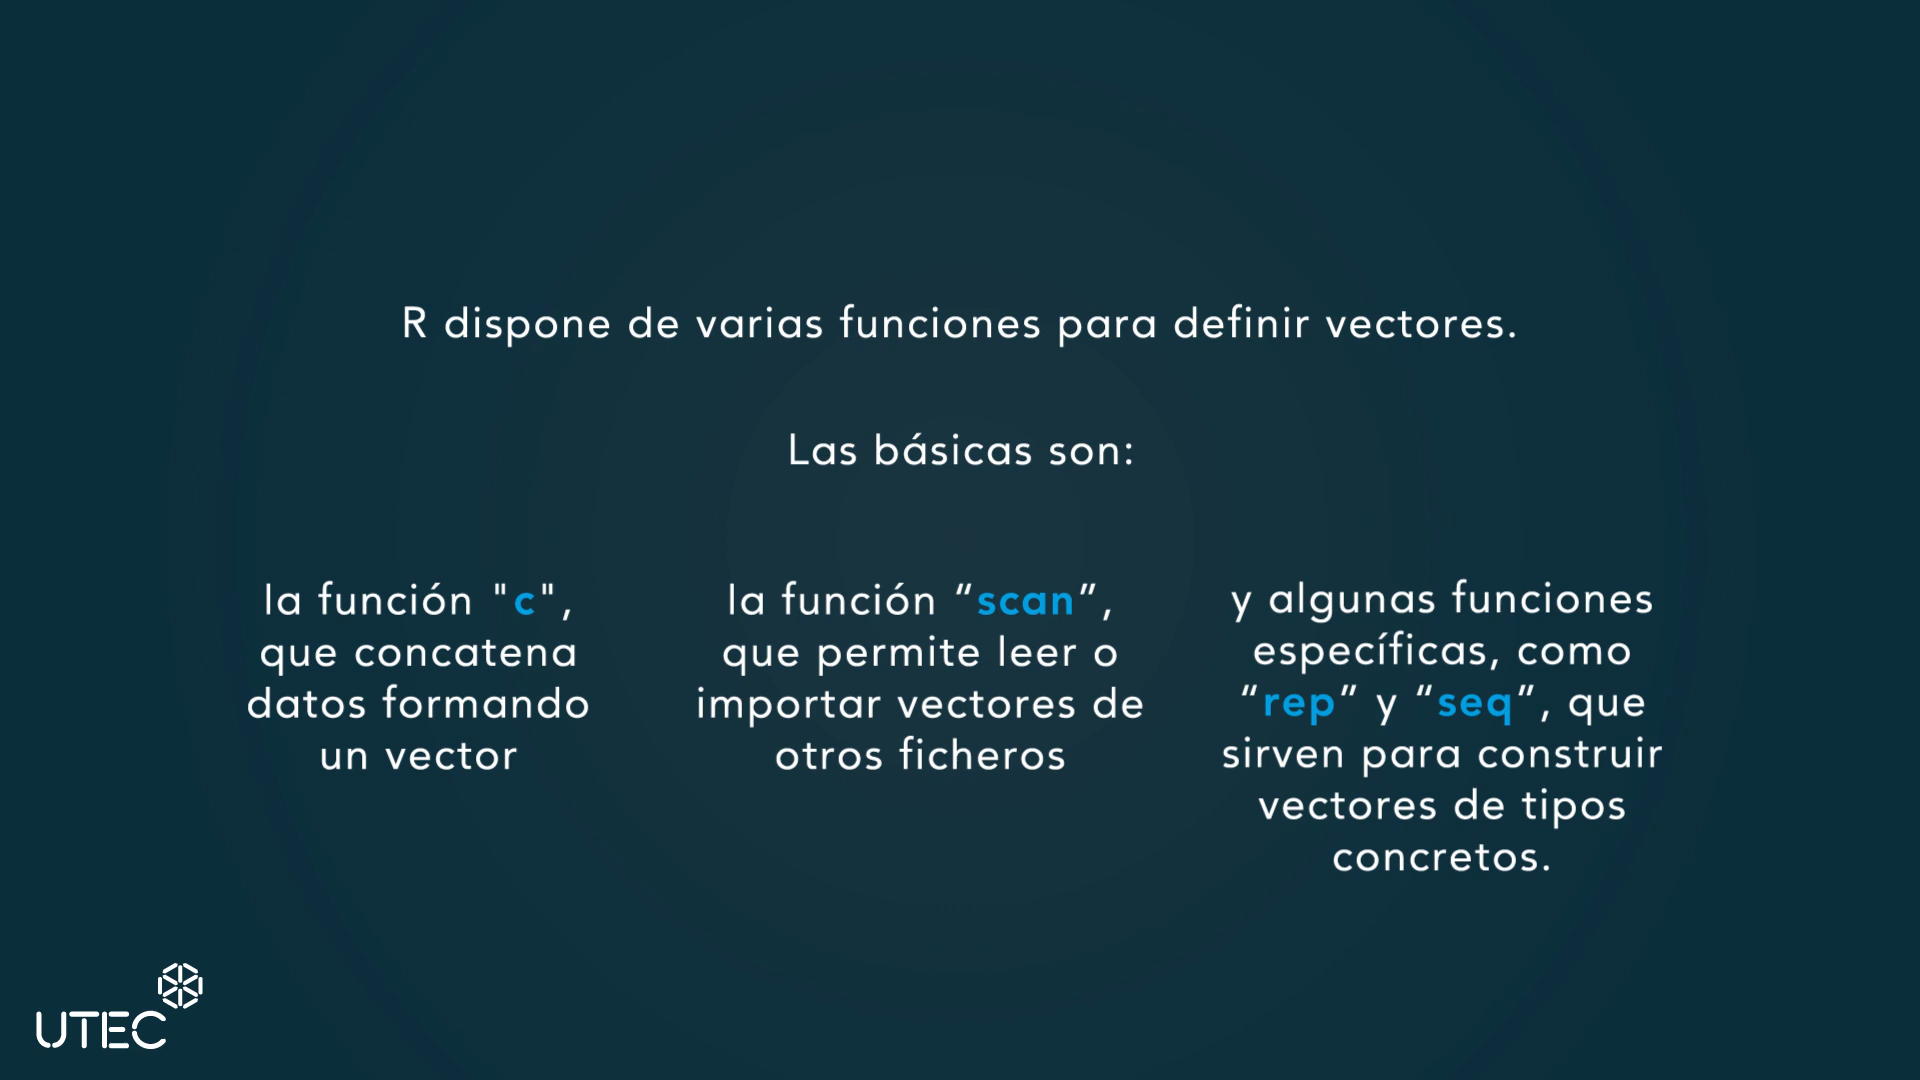 R dispone de varias funciones para definir vectores.
Las básicas son:
la función "c",
que concatena
datos formando
un vector
la función “scan”,
que permite leer o
importar vectores de
otros ficheros
y algunas funciones
específicas, como
“rep” y “seq”, que
sirven para construir
vectores de tipos
concretos.
UTEC